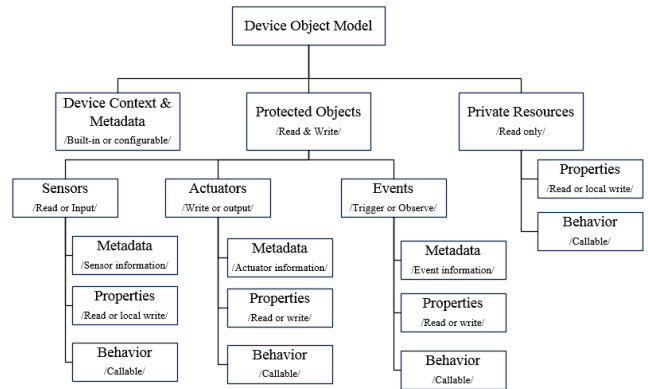 Device Object Model
Device Context &
Metadata
/Built-in or configurable/
Protected Objects
/Read & Write/
Private Resources
/Read only/
Properties
/Read or local write/
Behavior
/Callable/
Sensors
/Read or Input/
Metadata
/Sensor information/
Properties
/Read or local write/
Behavior
/Callable/
Actuators
/Write or output/
Metadata
/Actuator information/
Properties
/Read or write/
Behavior
/Callable/
Events
/Trigger or Observe/
Metadata
/Event information/
Properties
/Read or write/
Behavior
/Callable/